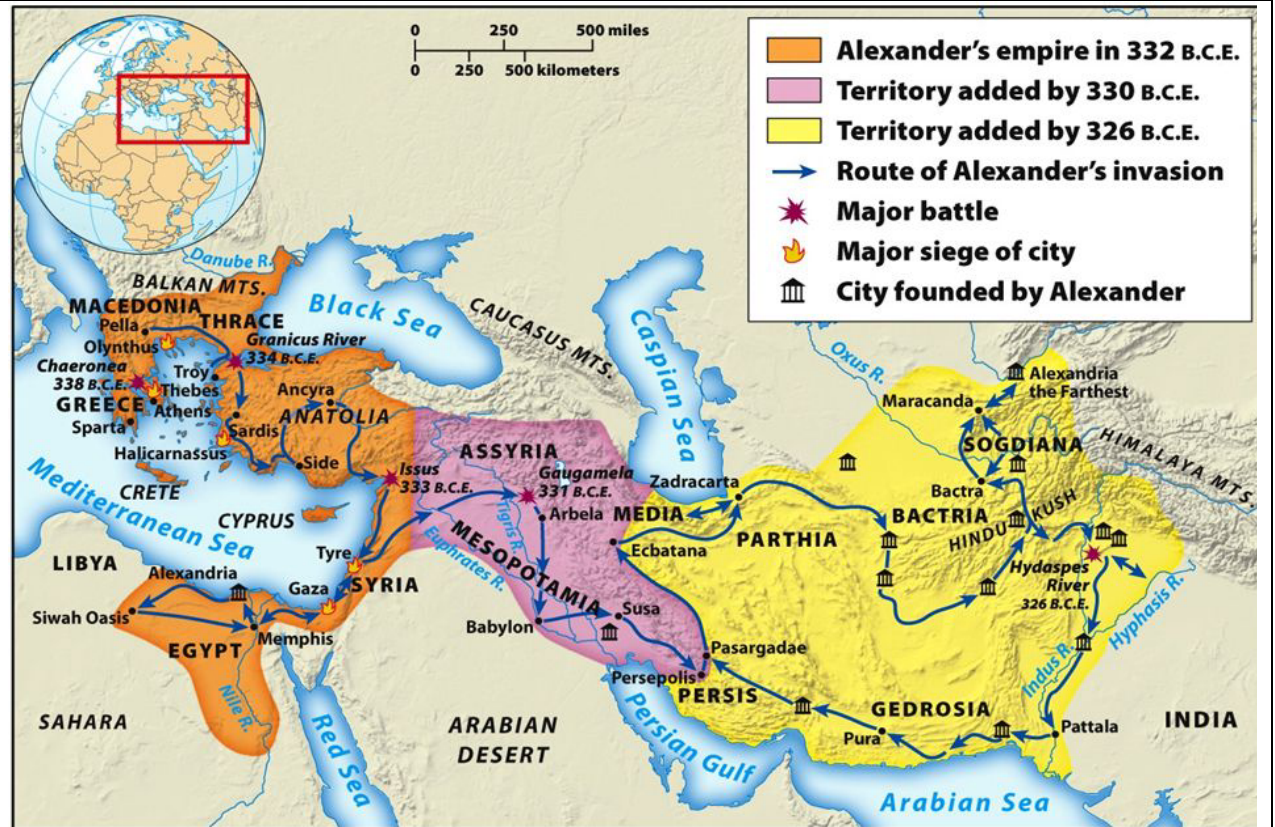 0 250 500 miles
0 250 500 kilometers
Alexander's empire in 332 B.C.E.
Territory added by 330 B.C.E.
Territory added by 326 B.C.E.
Route of Alexander's invasion
Major battle
Major siege of city
City founded by Alexander
Danube R.
BALKAN MTS.
MACEDONIA
THRACE
Pella
Olynthus
Granicus River
334 B.C.E.
Black Sea
CAUCASUS MTS.
Caspian Sea
Oxus R.
Chaeronea
338 B.C.E.
Troy
Thebes
GREECE
Athens
Sparta
Ancyra
ANATOLIA
Sardis
Halicarnassus
Side
Issus
333 B.C.E.
ASSYRIA
Gaugamela
331 B.C.E.
Arbela
Zadracarta
MEDIA
Ecbatana
PARTHIA
Maracanda
Alexandria
the Farthest
SOGDIANA
HIMALAYA MTS.
Bactra
BACTRIA
HINDU KUSH
Hydaspes
River
326 B.C.E.
Hyphasis R.
CRETE
Mediterranean Sea
CYPRUS
Tyre
SYRIA
Gaza
Tigris R.
MESOPOTAMIA
Euphrates R.
LIBYA
Alexandria
Siwah Oasis
Memphis
EGYPT
Nile R.
Babylon
Susa
Pasargadae
Persepolis
PERSIS
Indus R.
GEDROSIA
Pura
Pattala
INDIA
SAHARA
Red Sea
ARABIAN
DESERT
Persian Gulf
Arabian Sea